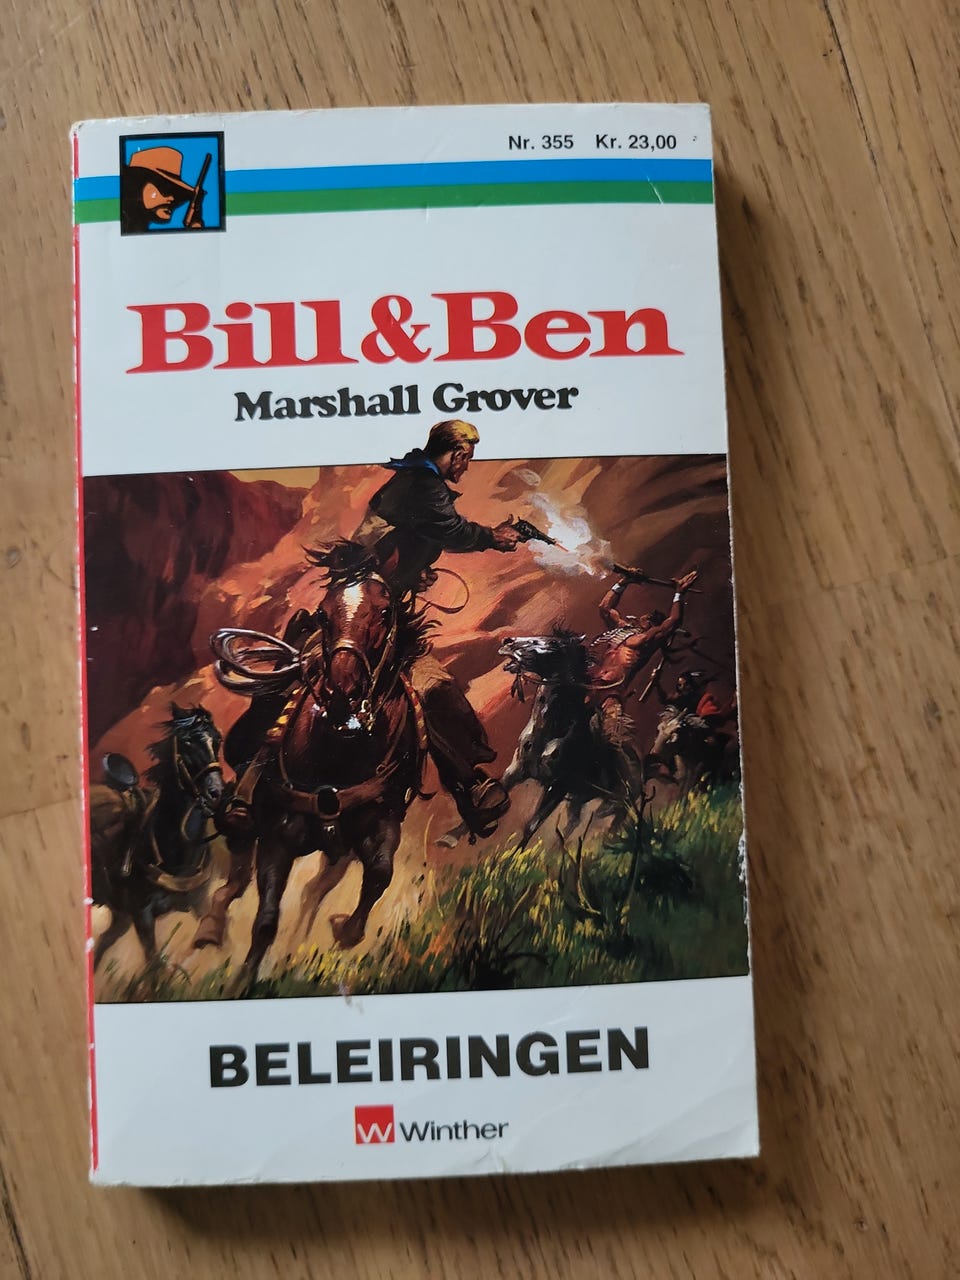 Nr. 355 Kr. 23,00
Bill&Ben
Marshall Grover
BELEIRINGEN
W Winther